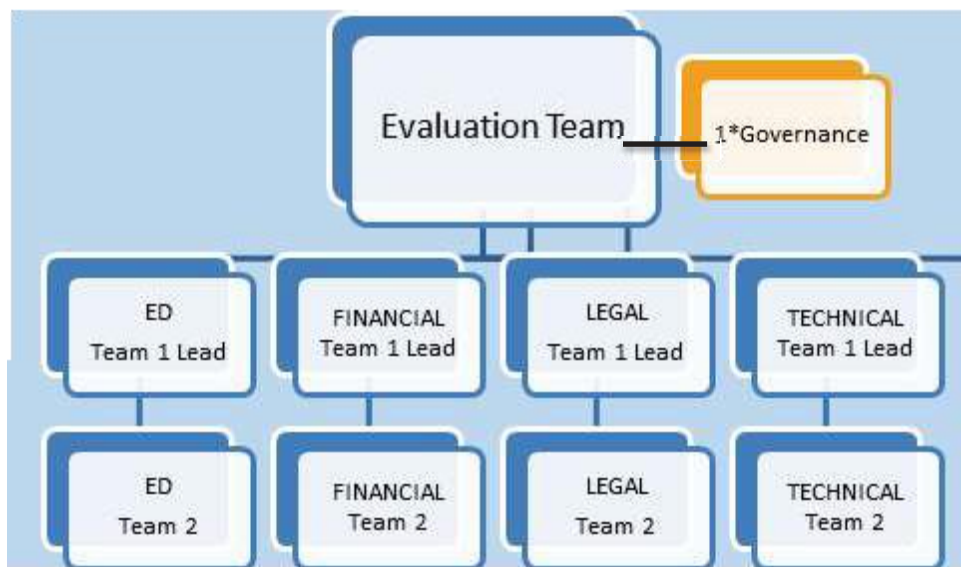 Evaluation Team
1*Governance
ED
Team 1 Lead
FINANCIAL
Team 1 Lead
LEGAL
Team 1 Lead
TECHNICAL
Team 1 Lead
ED
Team 2
FINANCIAL
Team 2
LEGAL
Team 2
TECHNICAL
Team 2